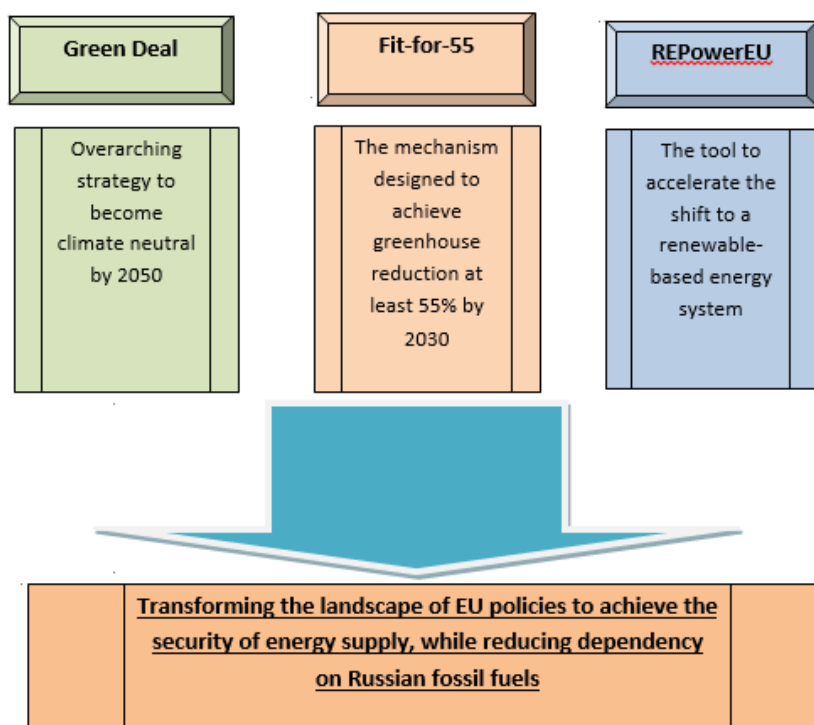 Green Deal
Fit-for-55
REPowerEU
Overarching
strategy to
become
climate neutral
by 2050
The mechanism
designed to
achieve
greenhouse
reduction at
least 55% by
2030
The tool to
accelerate the
shift to a
renewable-
based energy
system
Transforming the landscape of EU policies to achieve the
security of energy supply, while reducing dependency
on Russian fossil fuels